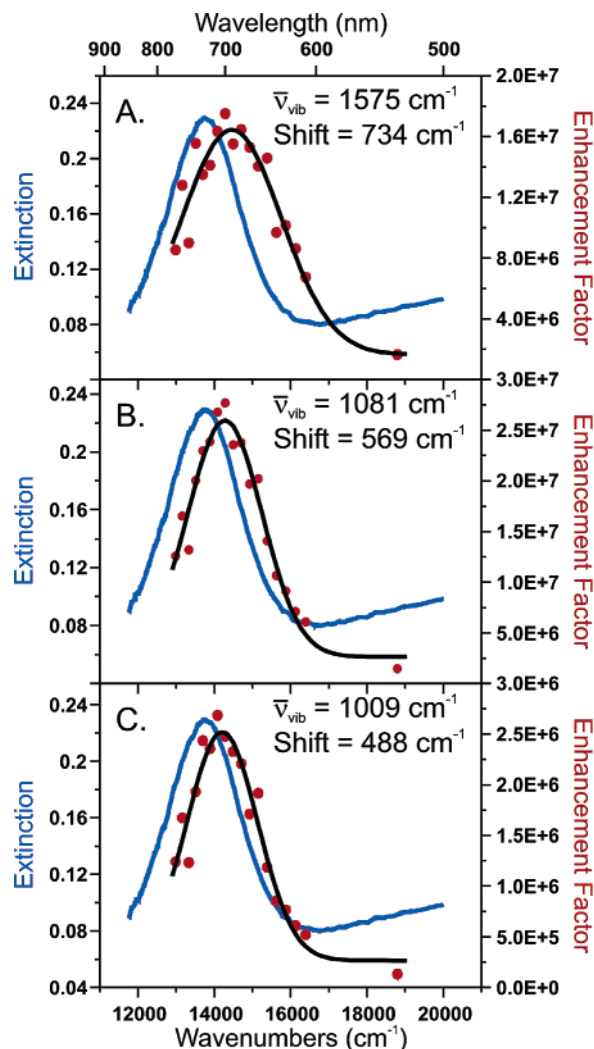 Wavelength (nm)
900 800 700 600 500
A.
ν̅vib = 1575 cm-1
Shift = 734 cm-1
0.24
0.2
0.16
0.12
0.08
Extinction
2.0E+7
1.6E+7
1.2E+7
8.0E+6
4.0E+6
Enhancement Factor
3.0E+7
B.
ν̅vib = 1081 cm-1
Shift = 569 cm-1
0.24
0.2
0.16
0.12
0.08
Extinction
2.5E+7
2.0E+7
1.5E+7
1.0E+7
5.0E+6
Enhancement Factor
3.0E+6
C.
ν̅vib = 1009 cm-1
Shift = 488 cm-1
0.24
0.2
0.16
0.12
0.08
0.04
Extinction
2.5E+6
2.0E+6
1.5E+6
1.0E+6
5.0E+5
0.0E+0
Enhancement Factor
12000 14000 16000 18000 20000
Wavenumbers (cm-1)